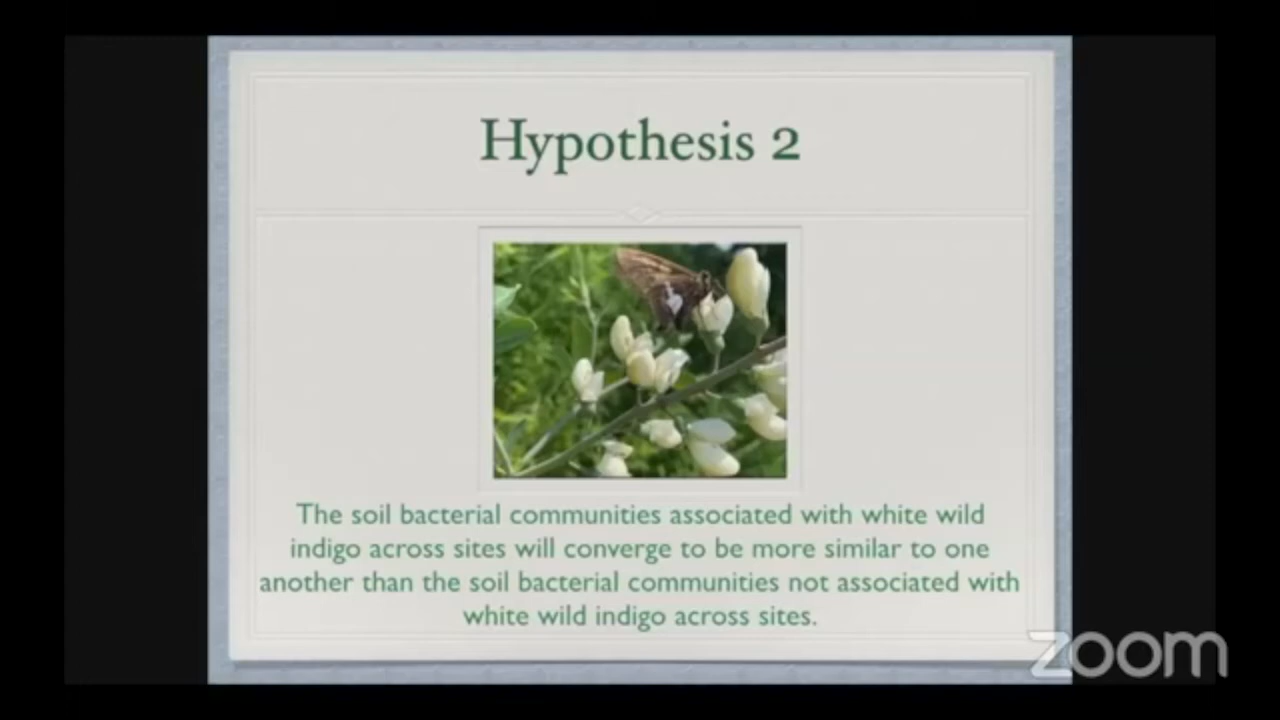 Hypothesis 2
The soil bacterial communities associated with white wild
indigo across sites will converge to be more similar to one
another than the soil bacterial communities not associated with
white wild indigo across sites.
zoom